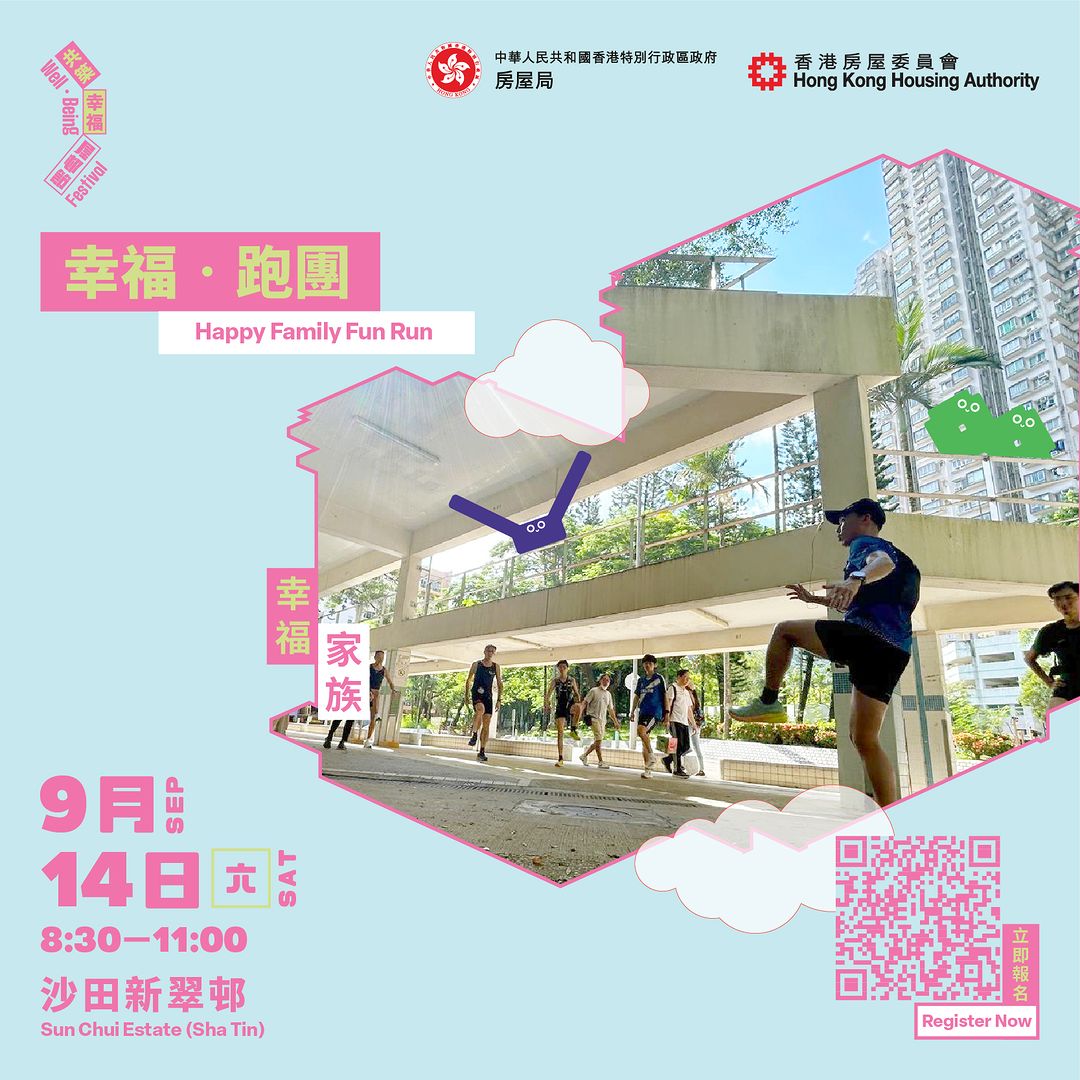 共築
Well‧Being
幸福
Festival
中華人民共和國香港特別行政區政府
房屋局
HONG KONG
香港房屋委員會
Hong Kong Housing Authority
幸福‧跑團
Happy Family Fun Run
幸福
家族
9月 SEP
14日 六 SAT
8:30—11:00
沙田新翠邨
Sun Chui Estate (Sha Tin)
立即報名
Register Now